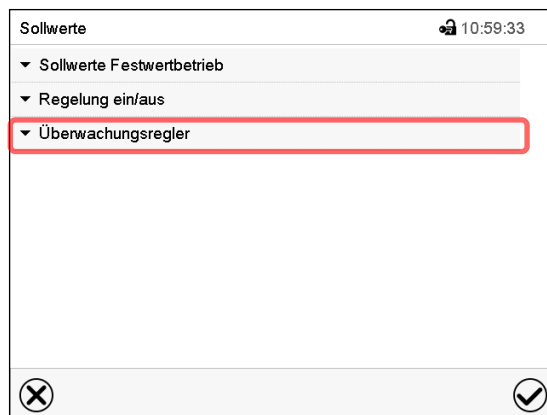 Sollwerte 10:59:33
Sollwerte Festwertbetrieb
Regelung ein/aus
Überwachungsregler